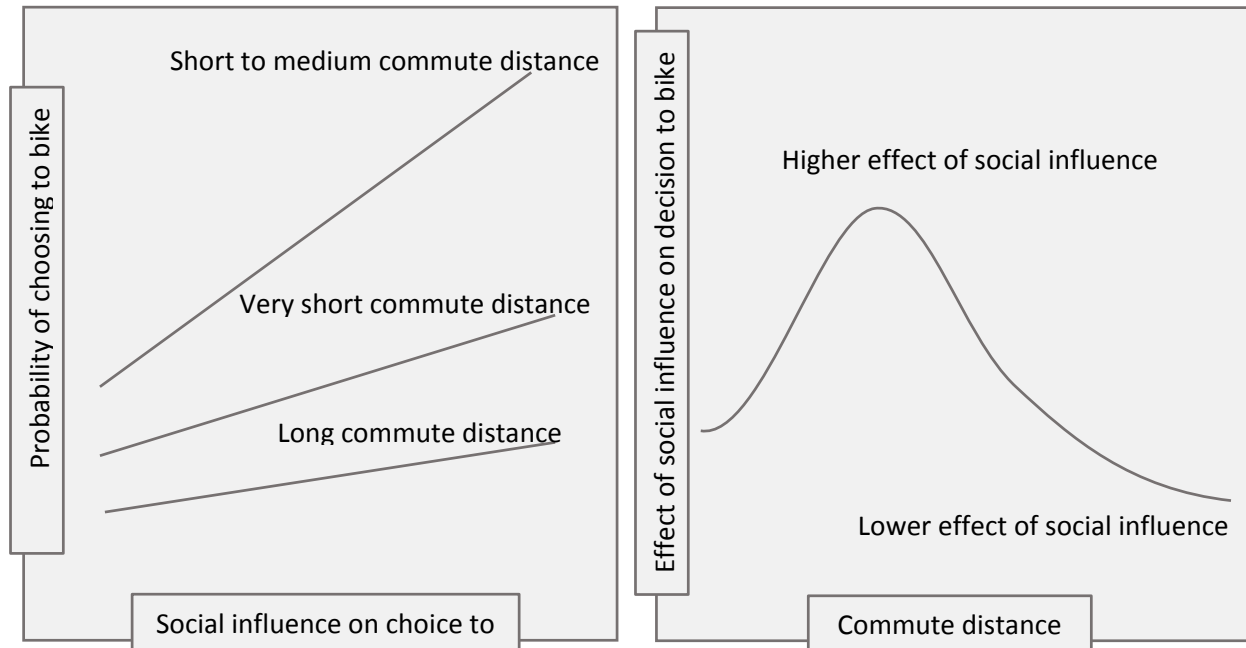 Short to medium commute distance
Probability of choosing to bike
Very short commute distance
Long commute distance
Social influence on choice to
Effect of social influence on decision to bike
Higher effect of social influence
Lower effect of social influence
Commute distance